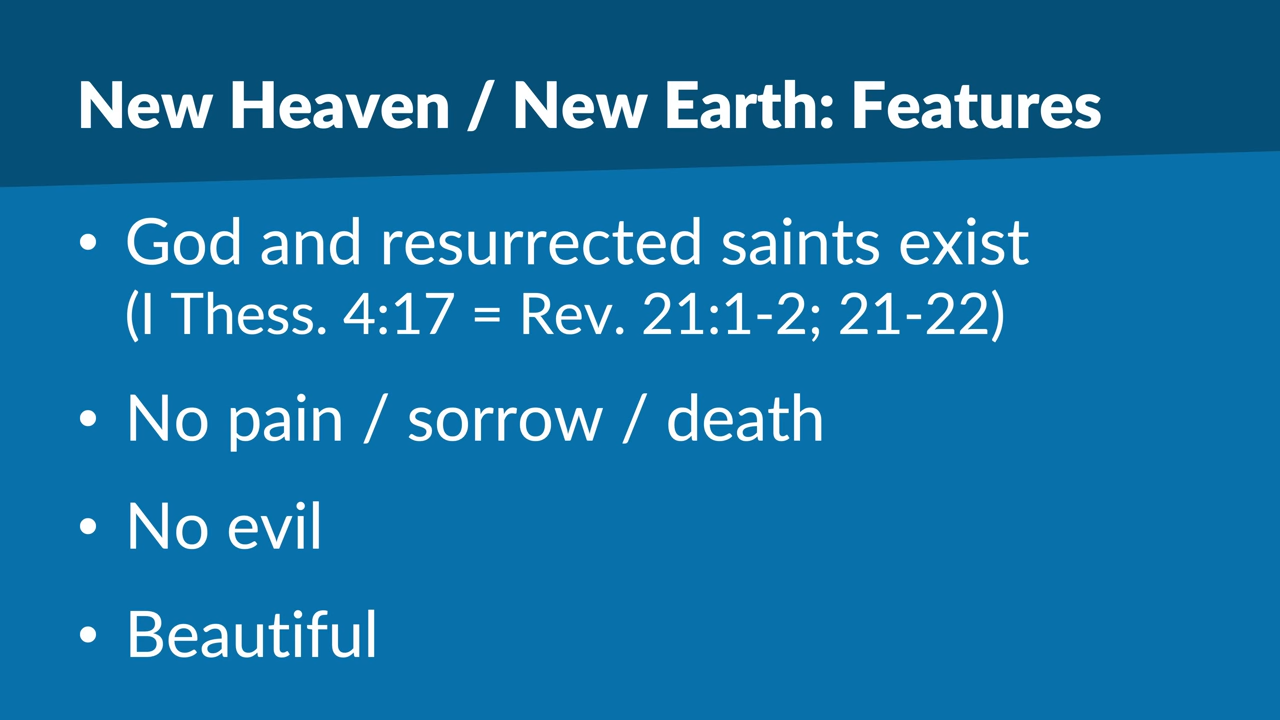 New Heaven / New Earth: Features
• God and resurrected saints exist
(I Thess. 4:17 = Rev. 21:1-2; 21-22)
• No pain / sorrow / death
• No evil
• Beautiful